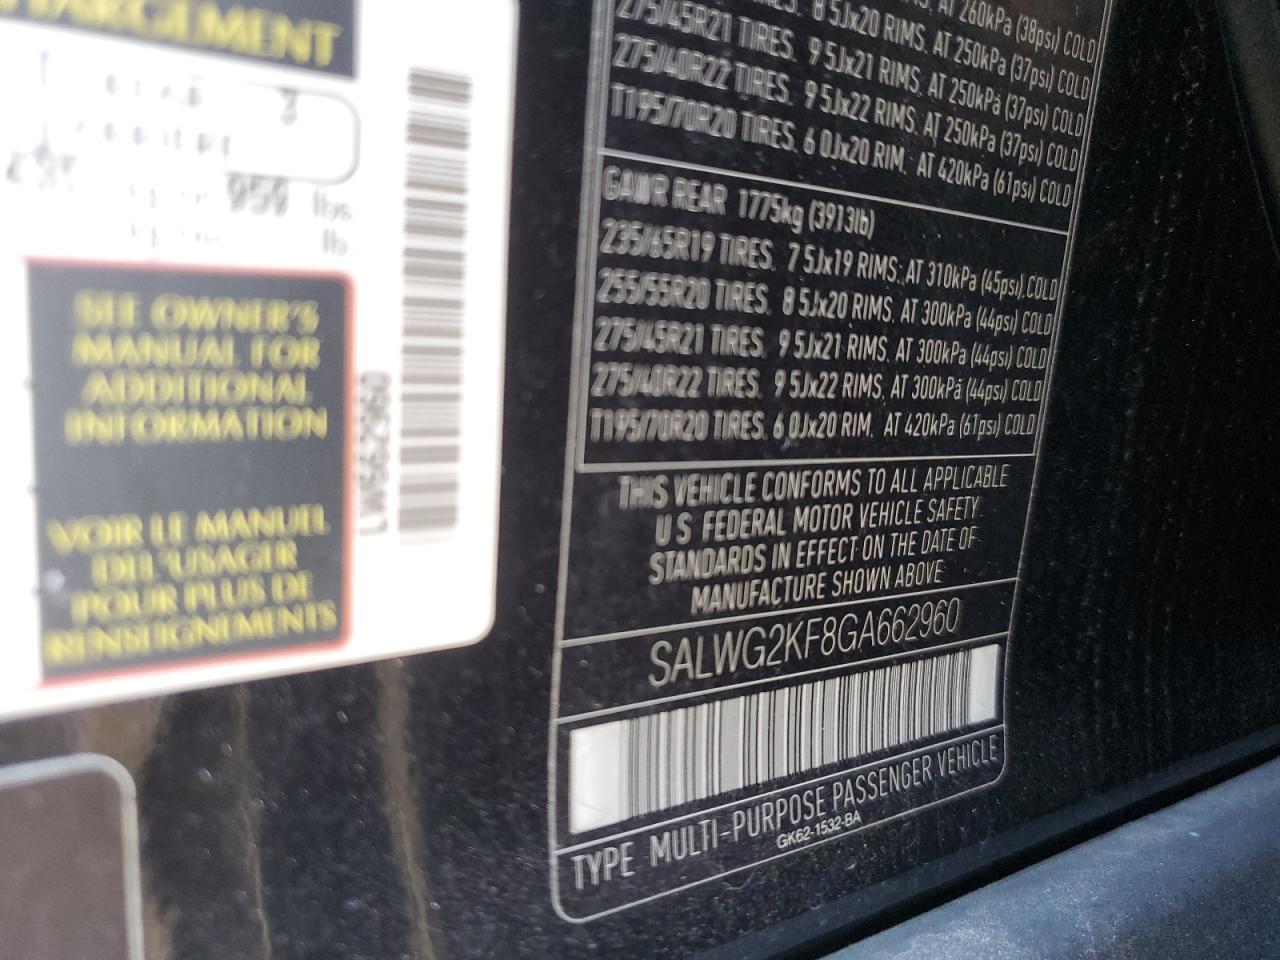 CHARGEMENT
3
959 lbs
lb.
SEE OWNER'S
MANUAL FOR
ADDITIONAL
INFORMATION
VOIR LE MANUEL
DE L'USAGER
POUR PLUS DE
RENSEIGNEMENTS
AT 260kPa (38psi) COLD
8 5Jx20 RIMS. AT 250kPa (37psi) COLD
275/45R21 TIRES. 9 5Jx21 RIMS. AT 250kPa (37psi) COLD
275/40R22 TIRES. 9 5Jx22 RIMS. AT 250kPa (37psi) COLD
T195/70R20 TIRES. 6 0Jx20 RIM. AT 420kPa (61psi) COLD
GAWR REAR 1775kg (3913lb)
235/65R19 TIRES. 7 5Jx19 RIMS. AT 310kPa (45psi) COLD
255/55R20 TIRES. 8 5Jx20 RIMS. AT 300kPa (44psi) COLD
275/45R21 TIRES. 9 5Jx21 RIMS. AT 300kPa (44psi) COLD
275/40R22 TIRES. 9 5Jx22 RIMS. AT 300kPa (44psi) COLD
T195/70R20 TIRES. 6 0Jx20 RIM. AT 420kPa (61psi) COLD
THIS VEHICLE CONFORMS TO ALL APPLICABLE
U S FEDERAL MOTOR VEHICLE SAFETY
STANDARDS IN EFFECT ON THE DATE OF
MANUFACTURE SHOWN ABOVE
SALWG2KF8GA662960
TYPE MULTI-PURPOSE PASSENGER VEHICLE
GK62-1532-BA